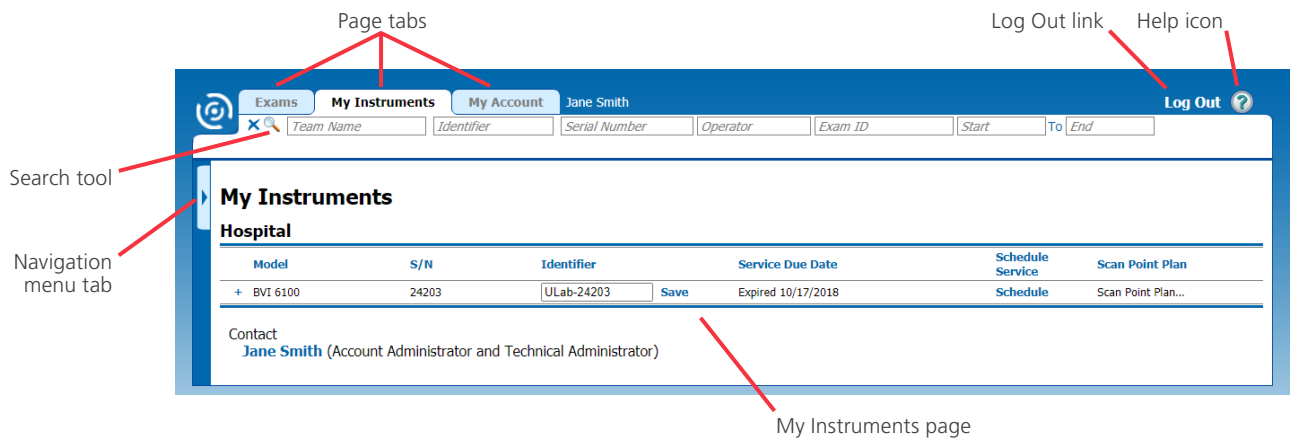 Page tabs
Log Out link
Help icon
Exams
My Instruments
My Account
Jane Smith
Log Out
?
Team Name
Identifier
Serial Number
Operator
Exam ID
Start
To
End
Search tool
My Instruments
Hospital
Navigation
menu tab
Model
S/N
Identifier
Service Due Date
Schedule
Service
Scan Point Plan
+ BVI 6100
24203
ULab-24203
Save
Expired 10/17/2018
Schedule
Scan Point Plan...
Contact
Jane Smith (Account Administrator and Technical Administrator)
My Instruments page